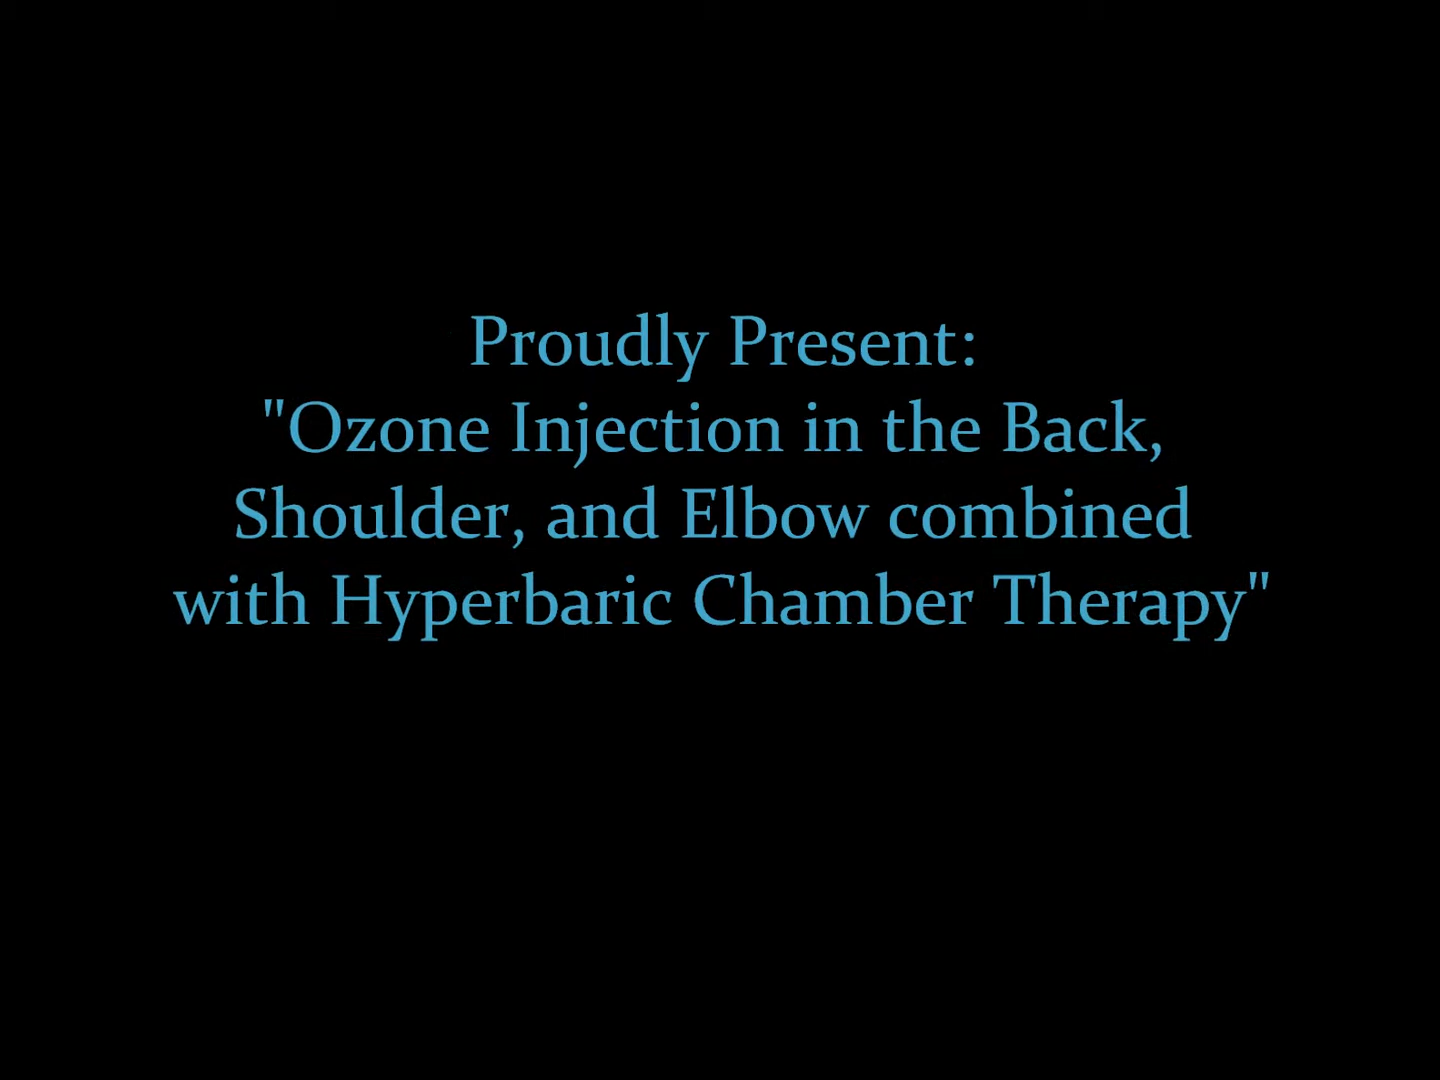 Proudly Present:
"Ozone Injection in the Back,
Shoulder, and Elbow combined
with Hyperbaric Chamber Therapy"